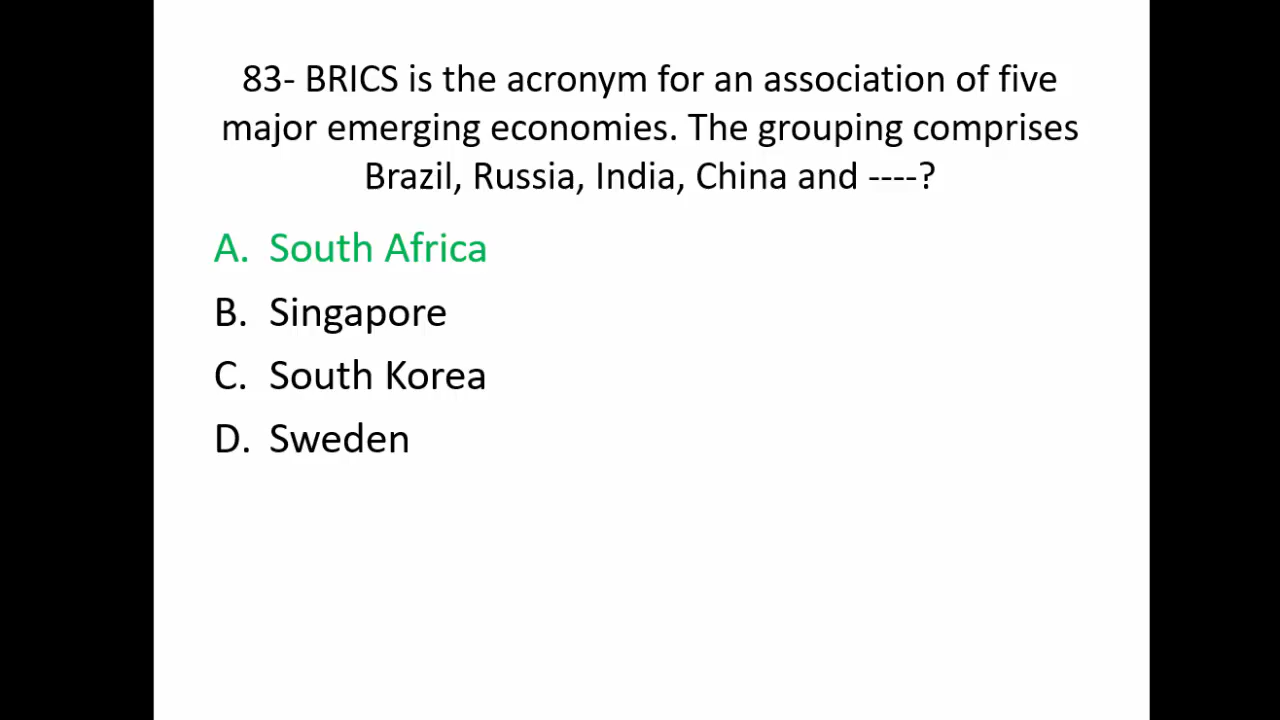 83- BRICS is the acronym for an association of five
major emerging economies. The grouping comprises
Brazil, Russia, India, China and ----?
A. South Africa
B. Singapore
C. South Korea
D. Sweden